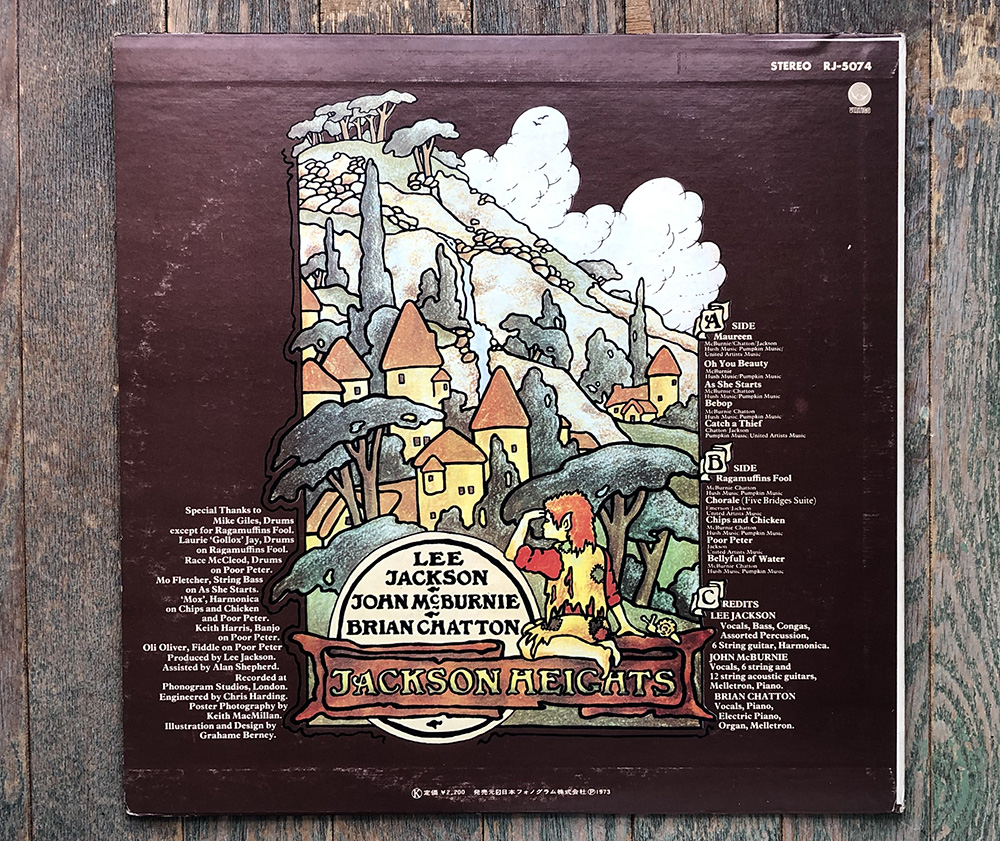 STEREO RJ-5074
VERTIGO
A SIDE
Maureen
McBurnie/Chatton/Jackson
Hush Music/Pumpkin Music/
United Artists Music
Oh You Beauty
McBurnie
Hush Music/Pumpkin Music
As She Starts
McBurnie Chatton
Hush Music Pumpkin Music
Bebop
McBurnie Chatton
Hush Music Pumpkin Music
Catch a Thief
Chatton Jackson
Pumpkin Music United Artists Music
B SIDE
Ragamuffins Fool
McBurnie Chatton
Hush Music Pumpkin Music
Chorale (Five Bridges Suite)
Emerson Jackson
United Artists Music
Chips and Chicken
McBurnie Chatton
Hush Music Pumpkin Music
Poor Peter
Jackson
United Artists Music
Bellyfull of Water
McBurnie Chatton
Hush Music Pumpkin Music
CREDITS
LEE JACKSON
Vocals, Bass, Congas,
Assorted Percussion,
6 String guitar, Harmonica.
JOHN McBURNIE
Vocals, 6 string and
12 string acoustic guitars,
Melletron, Piano.
BRIAN CHATTON
Vocals, Piano,
Electric Piano,
Organ, Melletron.
Special Thanks to
Mike Giles, Drums
except for Ragamuffins Fool.
Laurie 'Gollox' Jay, Drums
on Ragamuffins Fool.
Race McLeod, Drums
on Poor Peter.
Mo Fletcher, String Bass
on As She Starts.
'Mox', Harmonica
on Chips and Chicken
and Poor Peter.
Keith Harris, Banjo
on Poor Peter.
Oli Oliver, Fiddle on Poor Peter
Produced by Lee Jackson.
Assisted by Alan Shepherd.
Recorded at
Phonogram Studios, London.
Engineered by Chris Harding.
Poster Photography by
Keith MacMillan.
Illustration and Design by
Grahame Berney.
LEE
JACKSON
JOHN McBURNIE
BRIAN CHATTON
JACKSON HEIGHTS
Ⓚ定価 ¥2,200 発売元 日本フォノグラム株式会社 Ⓟ1973